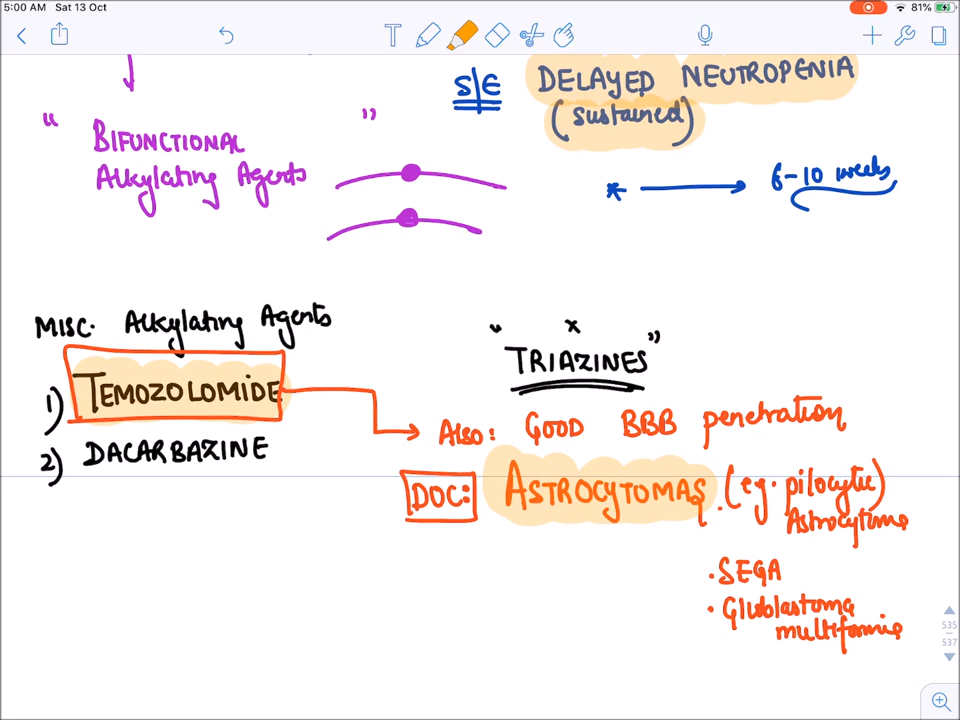 5:00 AM Sat 13 Oct
81%
S/E DELAYED NEUTROPENIA
(sustained)
" BIFUNCTIONAL "
Alkylating Agents
* 6-10 weeks
MISC. Alkylating Agents
" x "
TRIAZINES
1) TEMOZOLOMIDE
Also: GOOD BBB penetration
2) DACARBAZINE
DOC: ASTROCYTOMAS (eg. pilocytic)
Astrocytoma
• SEGA
• Glioblastoma
multiformis
535
537